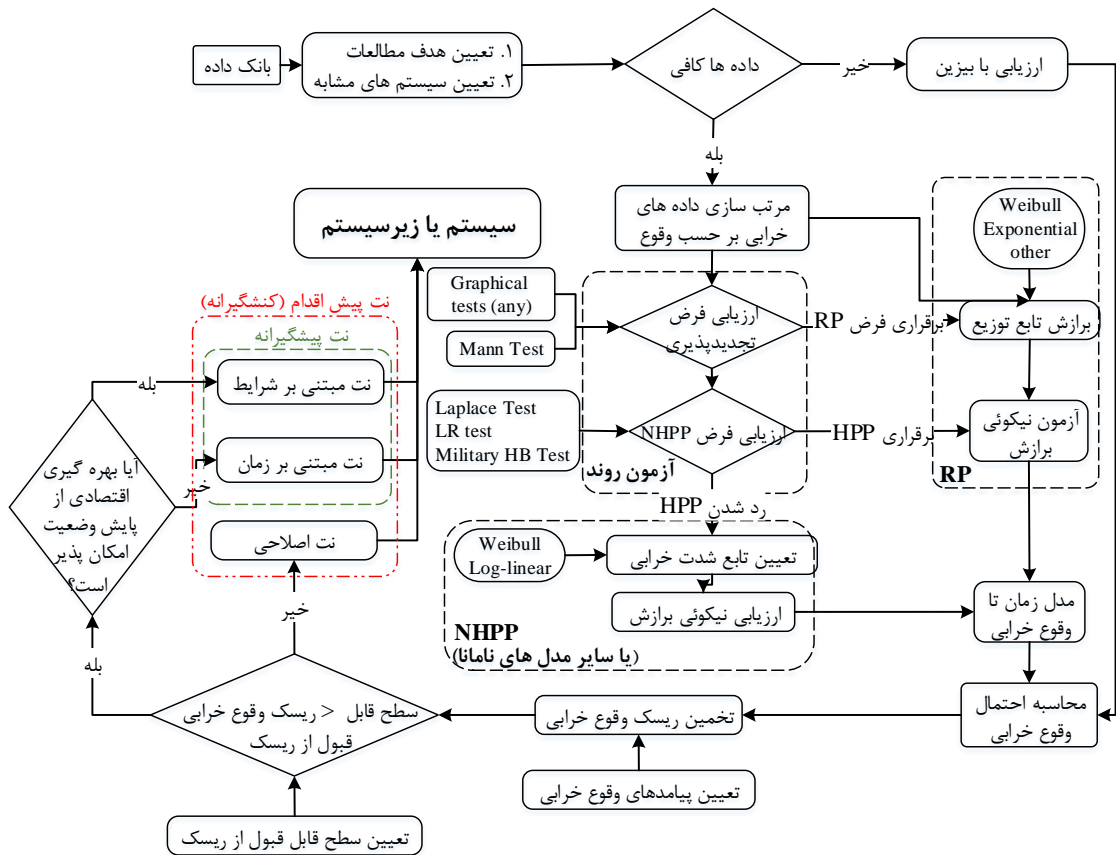 بانک داده
۱. تعیین هدف مطالعات
۲. تعیین سیستم های مشابه
داده ها کافی
خیر
ارزیابی با بیزین
بله
مرتب سازی داده های
خرابی بر حسب وقوع
Weibull
Exponential
other
سیستم یا زیرسیستم
Graphical
tests (any)
Mann Test
ارزیابی فرض
تجدیدپذیری
برقراری فرض RP
برازش تابع توزیع
نت پیش اقدام (کنشگیرانه)
نت پیشگیرانه
نت مبتنی بر شرایط
بله
Laplace Test
LR test
Military HB Test
ارزیابی فرض NHPP
برقراری HPP
آزمون نیکوئی
برازش
RP
آزمون روند
نت مبتنی بر زمان
خیر
آیا بهره گیری
اقتصادی از
پایش وضعیت
امکان پذیر
است؟
رد شدن HPP
نت اصلاحی
Weibull
Log-linear
تعیین تابع شدت خرابی
ارزیابی نیکوئی برازش
NHPP
(یا سایر مدل های نامانا)
مدل زمان تا
وقوع خرابی
خیر
بله
سطح قابل < ریسک وقوع خرابی
قبول از ریسک
تخمین ریسک وقوع خرابی
محاسبه احتمال
وقوع خرابی
تعیین پیامدهای وقوع خرابی
تعیین سطح قابل قبول از ریسک